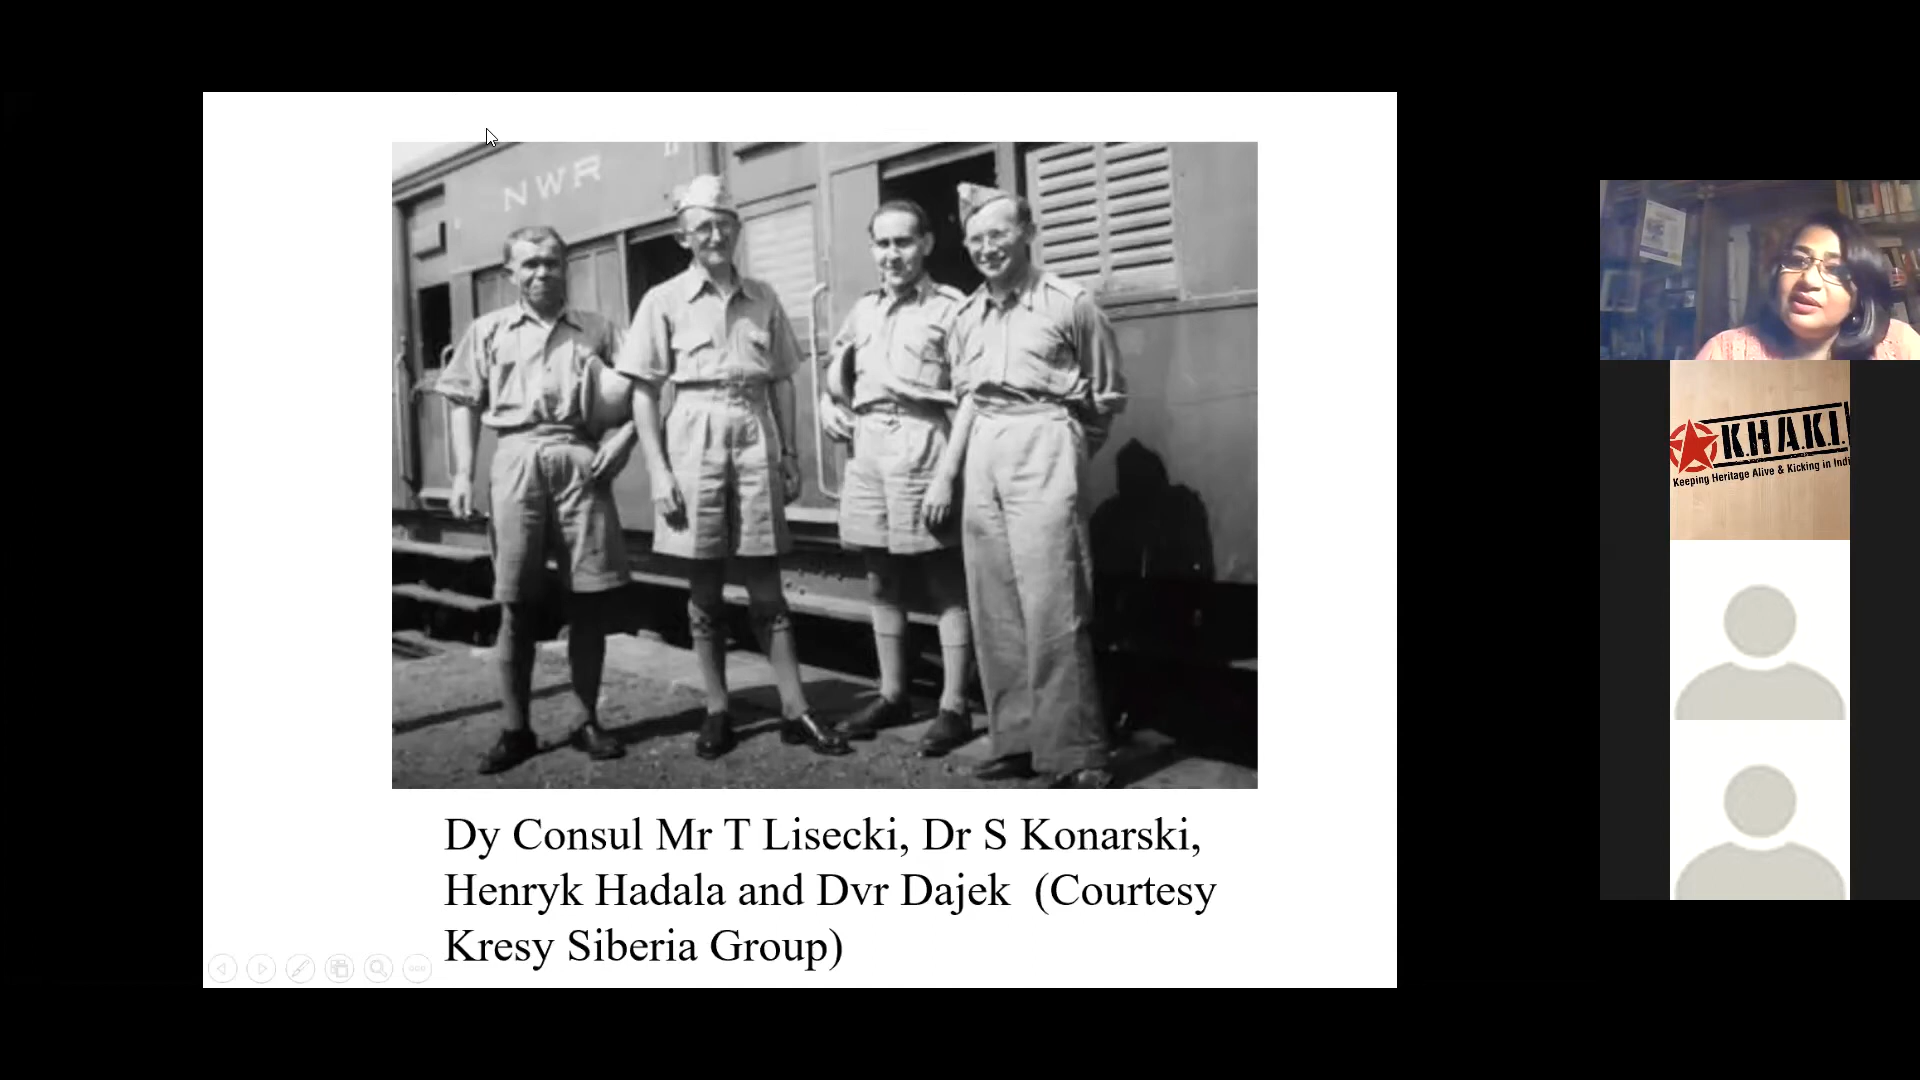 NWR
Dy Consul Mr T Lisecki, Dr S Konarski,
Henryk Hadala and Dvr Dajek (Courtesy
Kresy Siberia Group)
K.H.A.K.I.
Keeping Heritage Alive & Kicking in Indi